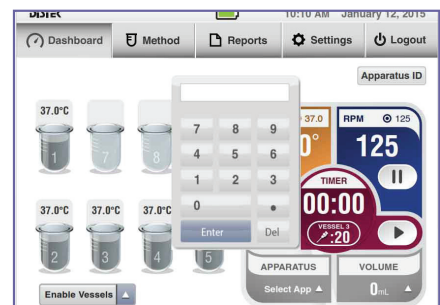 DISTEK
10:10 AM January 12, 2015
Dashboard Method Reports Settings Logout
Apparatus ID
37.0°C
1 7 8
7 8 9
4 5 6
1 2 3
0 .
Enter Del
37.0
RPM 125
125
TIMER
00:00
VESSEL 3
:20
37.0°C 37.0°C 37.0°C
2 3 4 5
Enable Vessels
APPARATUS VOLUME
Select App 0mL